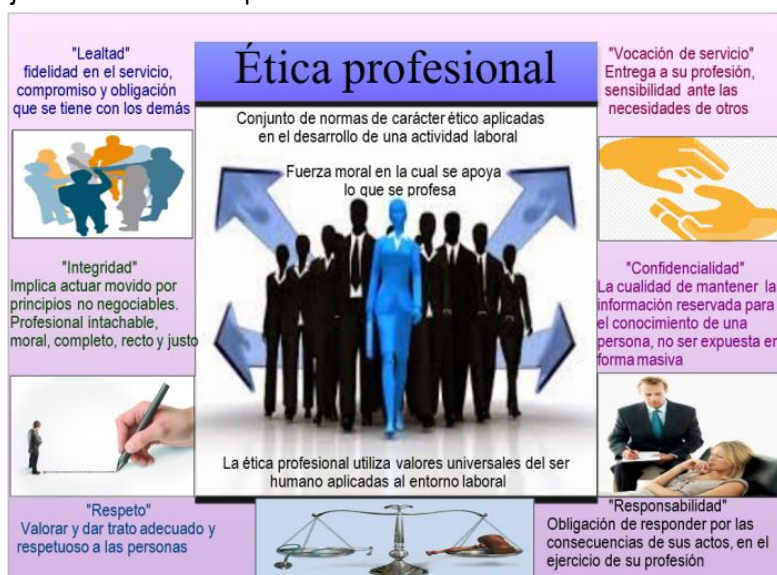 "Lealtad"
fidelidad en el servicio,
compromiso y obligación
que se tiene con los demás
Ética profesional
"Vocación de servicio"
Entrega a su profesión,
sensibilidad ante las
necesidades de otros
Conjunto de normas de carácter ético aplicadas
en el desarrollo de una actividad laboral
Fuerza moral en la cual se apoya
lo que se profesa
"Integridad"
Implica actuar movido por
principios no negociables.
Profesional intachable,
moral, completo, recto y justo
"Confidencialidad"
La cualidad de mantener la
información reservada para
el conocimiento de una
persona, no ser expuesta en
forma masiva
La ética profesional utiliza valores universales del ser
humano aplicadas al entorno laboral
"Respeto"
Valorar y dar trato adecuado y
respetuoso a las personas
"Responsabilidad"
Obligación de responder por las
consecuencias de sus actos, en el
ejercicio de su profesión